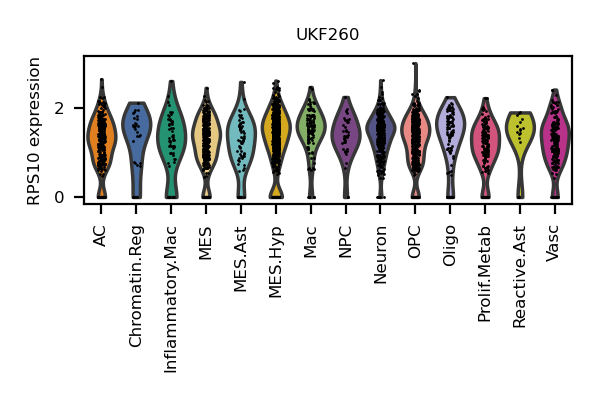 UKF260
RPS10 expression
2
0
AC
Chromatin.Reg
Inflammatory.Mac
MES
MES.Ast
MES.Hyp
Mac
NPC
Neuron
OPC
Oligo
Prolif.Metab
Reactive.Ast
Vasc